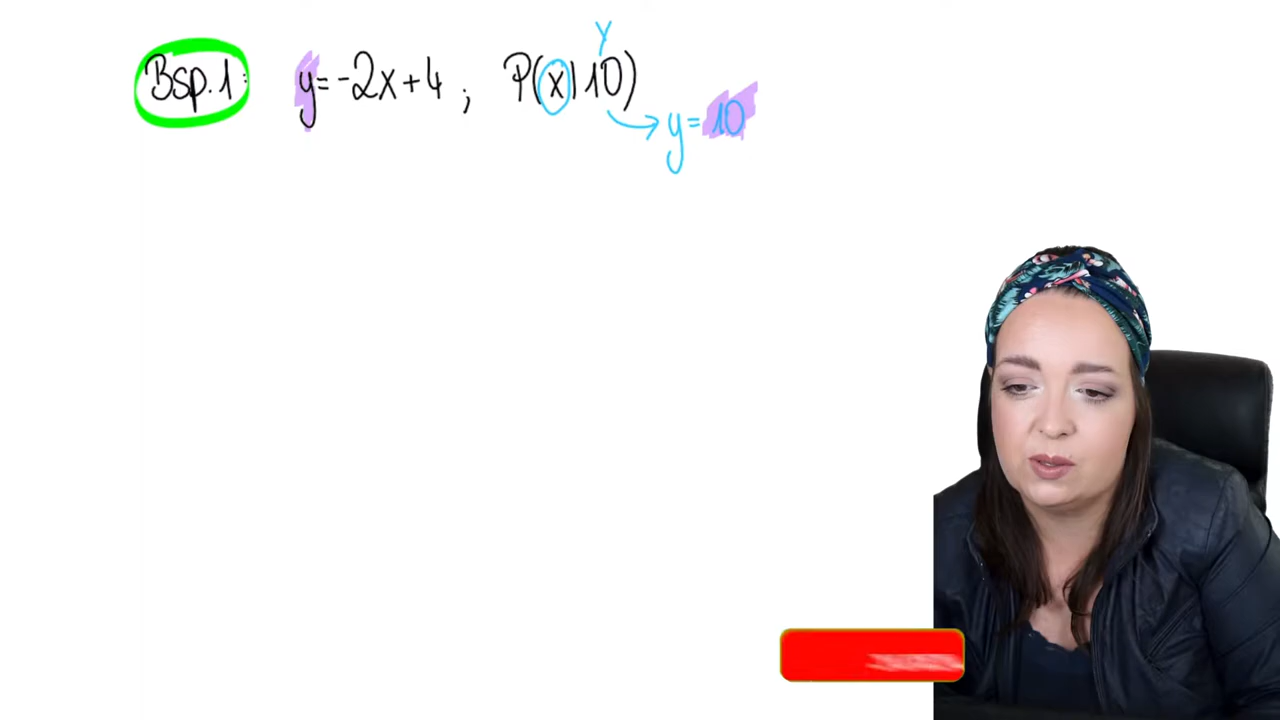 y
Bsp. 1: y = -2x + 4 ; P(x | 10)
y = 10